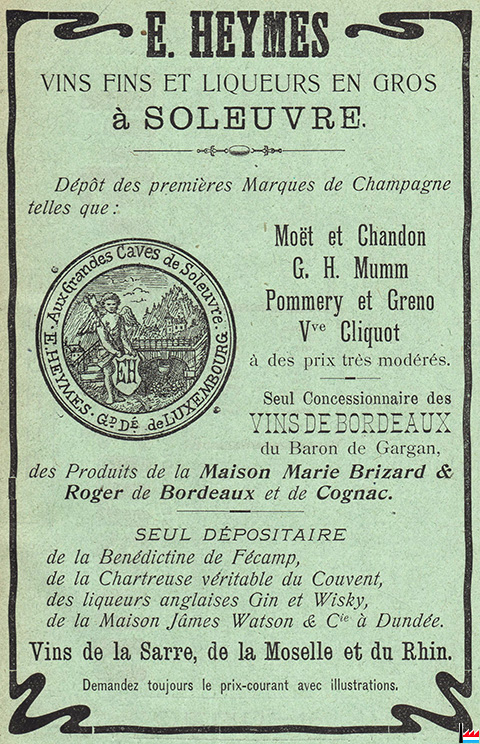 E. HEYMES
VINS FINS ET LIQUEURS EN GROS
à SOLEUVRE.
Dépôt des premières Marques de Champagne
telles que :
Moët et Chandon
G. H. Mumm
Pommery et Greno
Vve Cliquot
à des prix très modérés.
Aux Grandes Caves de Soleuvre.
E. HEYMES. Gd. DÉ. de LUXEMBOURG.
EH
Seul Concessionnaire des
VINS DE BORDEAUX
du Baron de Gargan,
des Produits de la Maison Marie Brizard &
Roger de Bordeaux et de Cognac.
SEUL DÉPOSITAIRE
de la Benédictine de Fécamp,
de la Chartreuse véritable du Couvent,
des liqueurs anglaises Gin et Wisky,
de la Maison Jâmes Watson & Cie à Dundée.
Vins de la Sarre, de la Moselle et du Rhin.
Demandez toujours le prix-courant avec illustrations.